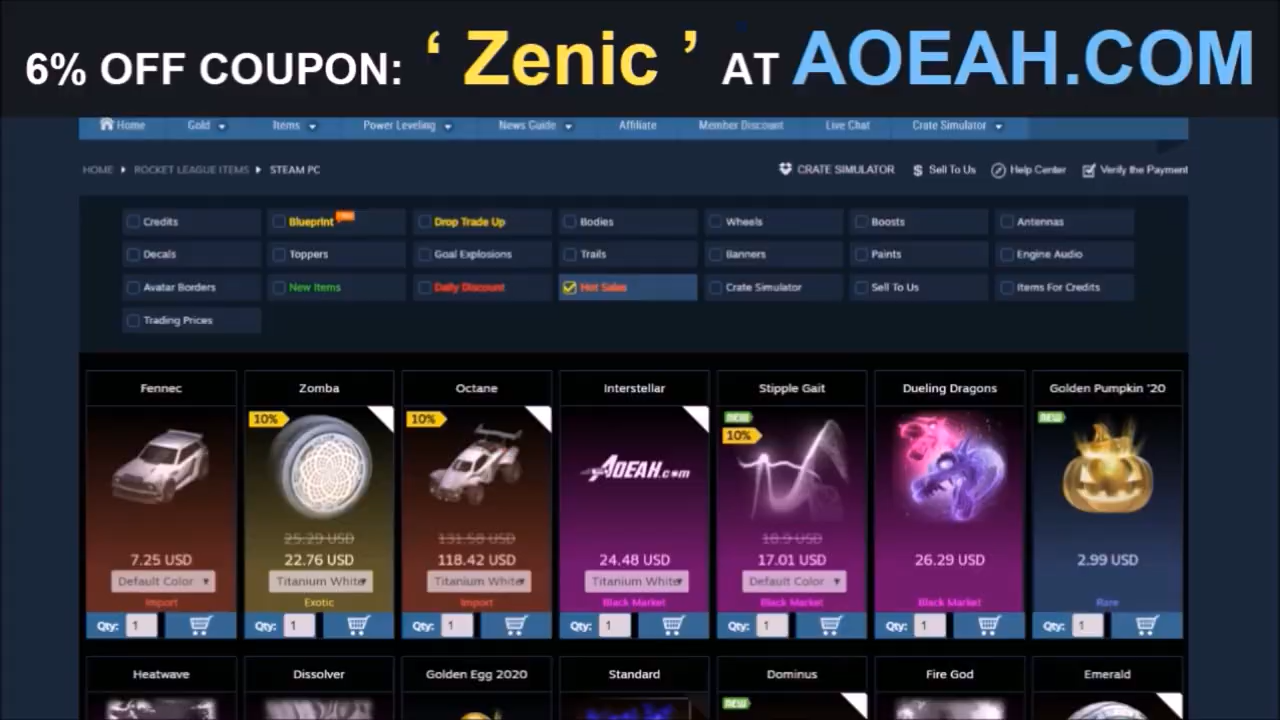 6% OFF COUPON: ‘ Zenic ’ AT AOEAH.COM
Home Gold Items Power Leveling News Guide Affiliate Member Discount Live Chat Crate Simulator
HOME ROCKET LEAGUE ITEMS STEAM PC CRATE SIMULATOR $ Sell To Us Help Center Verify the Payment
Credits Blueprint Drop Trade Up Bodies Wheels Boosts Antennas
Decals Toppers Goal Explosions Trails Banners Paints Engine Audio
Avatar Borders New Items Daily Discount Hot Sales Crate Simulator Sell To Us Items For Credits
Trading Prices
Fennec Zomba Octane Interstellar Stipple Gait Dueling Dragons Golden Pumpkin '20
10% 10% NEW NEW
10%
AOEAH.com
25.29 USD 131.58 USD 18.9 USD
7.25 USD 22.76 USD 118.42 USD 24.48 USD 17.01 USD 26.29 USD 2.99 USD
Default Color Titanium White Titanium White Titanium White Default Color
Import Exotic Import Black Market Black Market Black Market Rare
Qty: 1 Qty: 1 Qty: 1 Qty: 1 Qty: 1 Qty: 1 Qty: 1
Heatwave Dissolver Golden Egg 2020 Standard Dominus Fire God Emerald
NEW